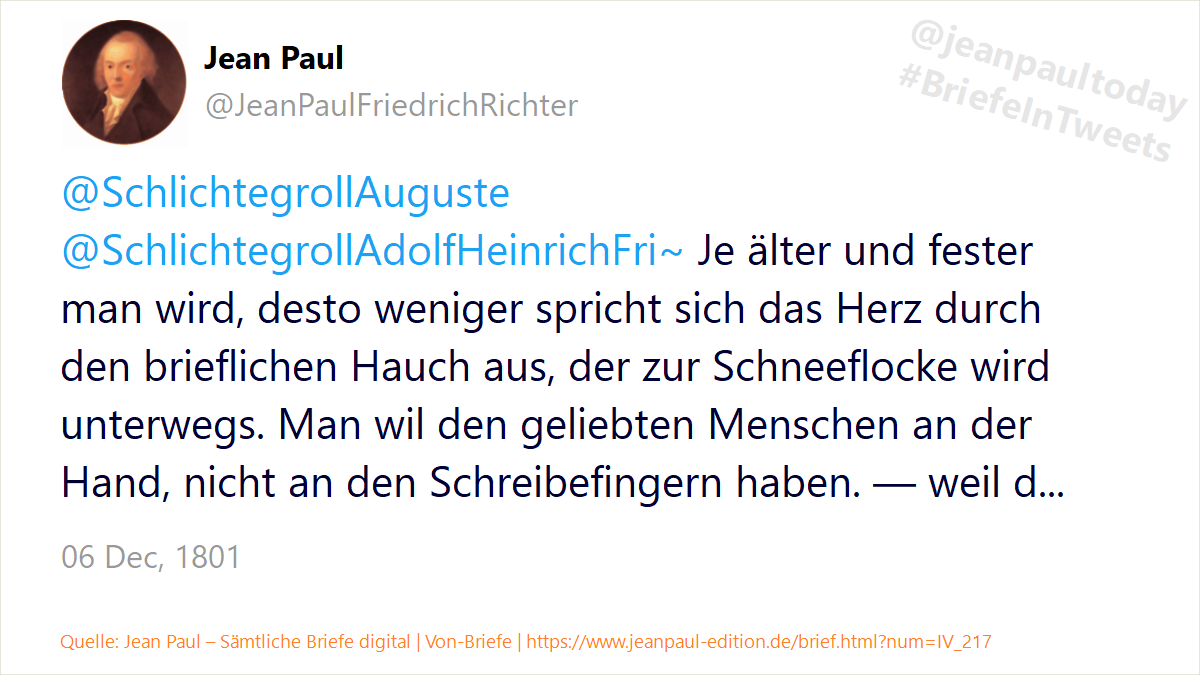 Jean Paul
@JeanPaulFriedrichRichter
@jeanpaultoday
#BriefeInTweets
@SchlichtegrollAuguste
@SchlichtegrollAdolfHeinrichFri~ Je älter und fester
man wird, desto weniger spricht sich das Herz durch
den brieflichen Hauch aus, der zur Schneeflocke wird
unterwegs. Man wil den geliebten Menschen an der
Hand, nicht an den Schreibefingern haben. — weil d...
06 Dec, 1801
Quelle: Jean Paul – Sämtliche Briefe digital | Von-Briefe | https://www.jeanpaul-edition.de/brief.html?num=IV_217